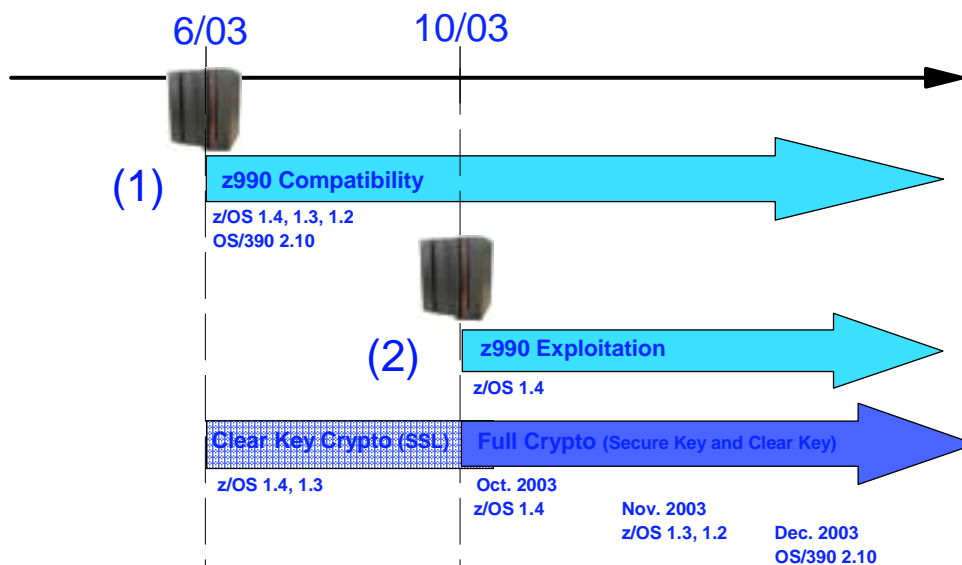 6/03
10/03
(1)
z990 Compatibility
z/OS 1.4, 1.3, 1.2
OS/390 2.10
(2)
z990 Exploitation
z/OS 1.4
Clear Key Crypto (SSL)
Full Crypto (Secure Key and Clear Key)
z/OS 1.4, 1.3
Oct. 2003
z/OS 1.4
Nov. 2003
z/OS 1.3, 1.2
Dec. 2003
OS/390 2.10